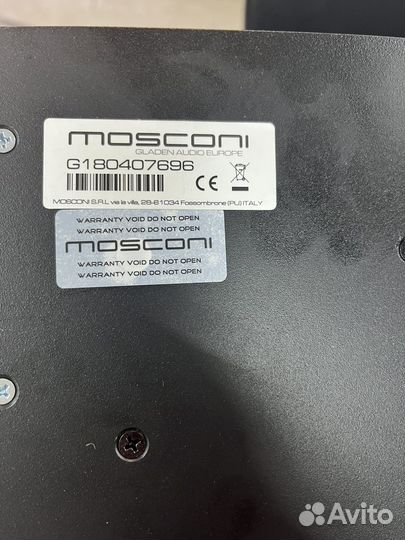 mosconi
GLADEN AUDIO EUROPE
G180407696
CE
MOSCONI S.R.L via la villa, 28-61034 Fossombrone (PU) ITALY
WARRANTY VOID DO NOT OPEN
WARRANTY VOID DO NOT OPEN
mosconi
WARRANTY VOID DO NOT OPEN
WARRANTY VOID DO NOT OPEN
Avito